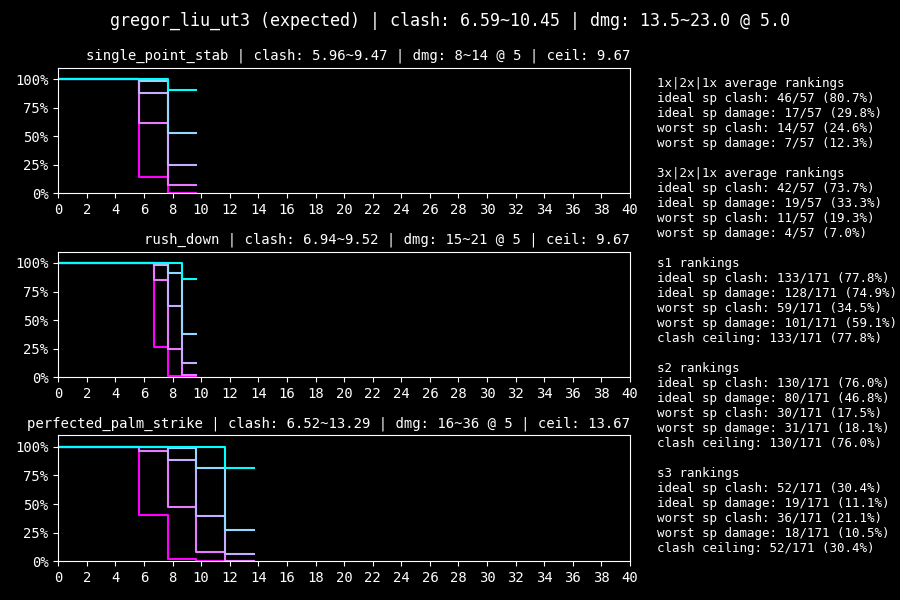 gregor_liu_ut3 (expected) | clash: 6.59~10.45 | dmg: 13.5~23.0 @ 5.0
single_point_stab | clash: 5.96~9.47 | dmg: 8~14 @ 5 | ceil: 9.67
100%
75%
50%
25%
0%
0 2 4 6 8 10 12 14 16 18 20 22 24 26 28 30 32 34 36 38 40
rush_down | clash: 6.94~9.52 | dmg: 15~21 @ 5 | ceil: 9.67
100%
75%
50%
25%
0%
0 2 4 6 8 10 12 14 16 18 20 22 24 26 28 30 32 34 36 38 40
perfected_palm_strike | clash: 6.52~13.29 | dmg: 16~36 @ 5 | ceil: 13.67
100%
75%
50%
25%
0%
0 2 4 6 8 10 12 14 16 18 20 22 24 26 28 30 32 34 36 38 40
1x|2x|1x average rankings
ideal sp clash: 46/57 (80.7%)
ideal sp damage: 17/57 (29.8%)
worst sp clash: 14/57 (24.6%)
worst sp damage: 7/57 (12.3%)
3x|2x|1x average rankings
ideal sp clash: 42/57 (73.7%)
ideal sp damage: 19/57 (33.3%)
worst sp clash: 11/57 (19.3%)
worst sp damage: 4/57 (7.0%)
s1 rankings
ideal sp clash: 133/171 (77.8%)
ideal sp damage: 128/171 (74.9%)
worst sp clash: 59/171 (34.5%)
worst sp damage: 101/171 (59.1%)
clash ceiling: 133/171 (77.8%)
s2 rankings
ideal sp clash: 130/171 (76.0%)
ideal sp damage: 80/171 (46.8%)
worst sp clash: 30/171 (17.5%)
worst sp damage: 31/171 (18.1%)
clash ceiling: 130/171 (76.0%)
s3 rankings
ideal sp clash: 52/171 (30.4%)
ideal sp damage: 19/171 (11.1%)
worst sp clash: 36/171 (21.1%)
worst sp damage: 18/171 (10.5%)
clash ceiling: 52/171 (30.4%)